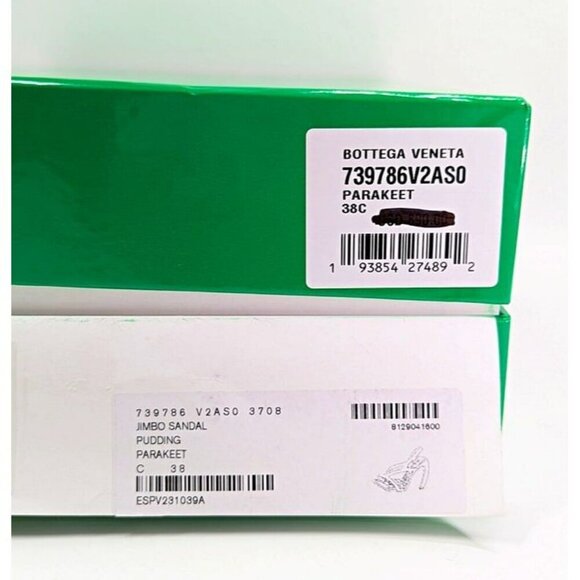 BOTTEGA VENETA
739786V2AS0
PARAKEET
38C
1 93854 27489 2
739786 V2AS0 3708
JIMBO SANDAL
PUDDING
PARAKEET
C 38
ESPV231039A
8129041600